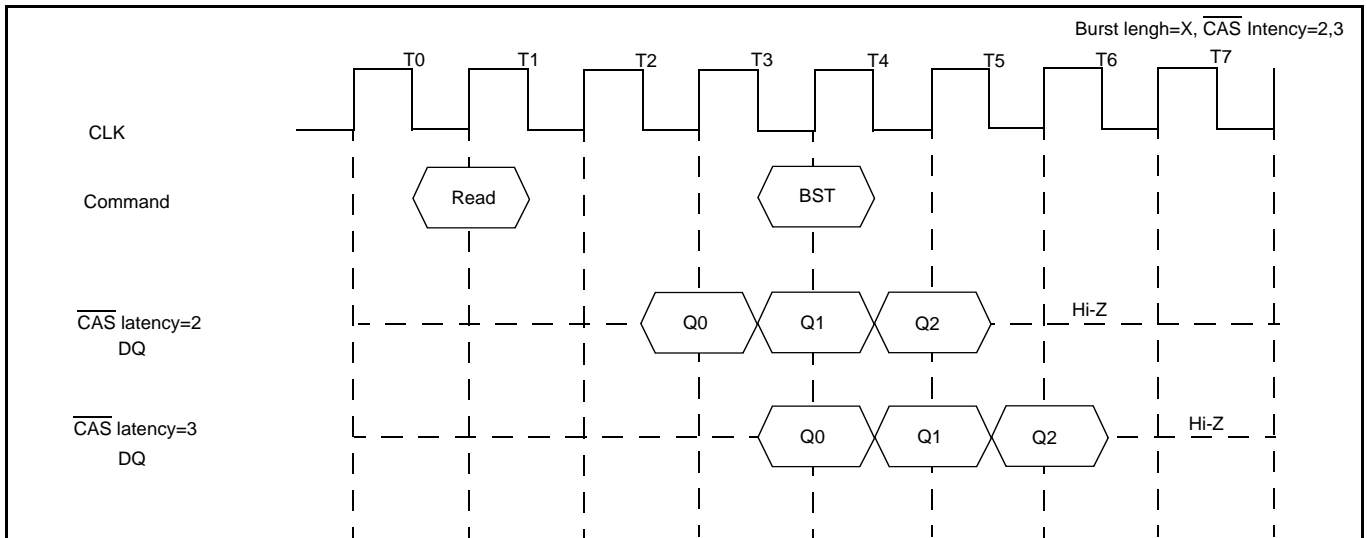 Burst lengh=X, CAS Intency=2,3
T0 T1 T2 T3 T4 T5 T6 T7
CLK
Command Read BST
CAS latency=2 DQ Q0 Q1 Q2 Hi-Z
CAS latency=3 DQ Q0 Q1 Q2 Hi-Z